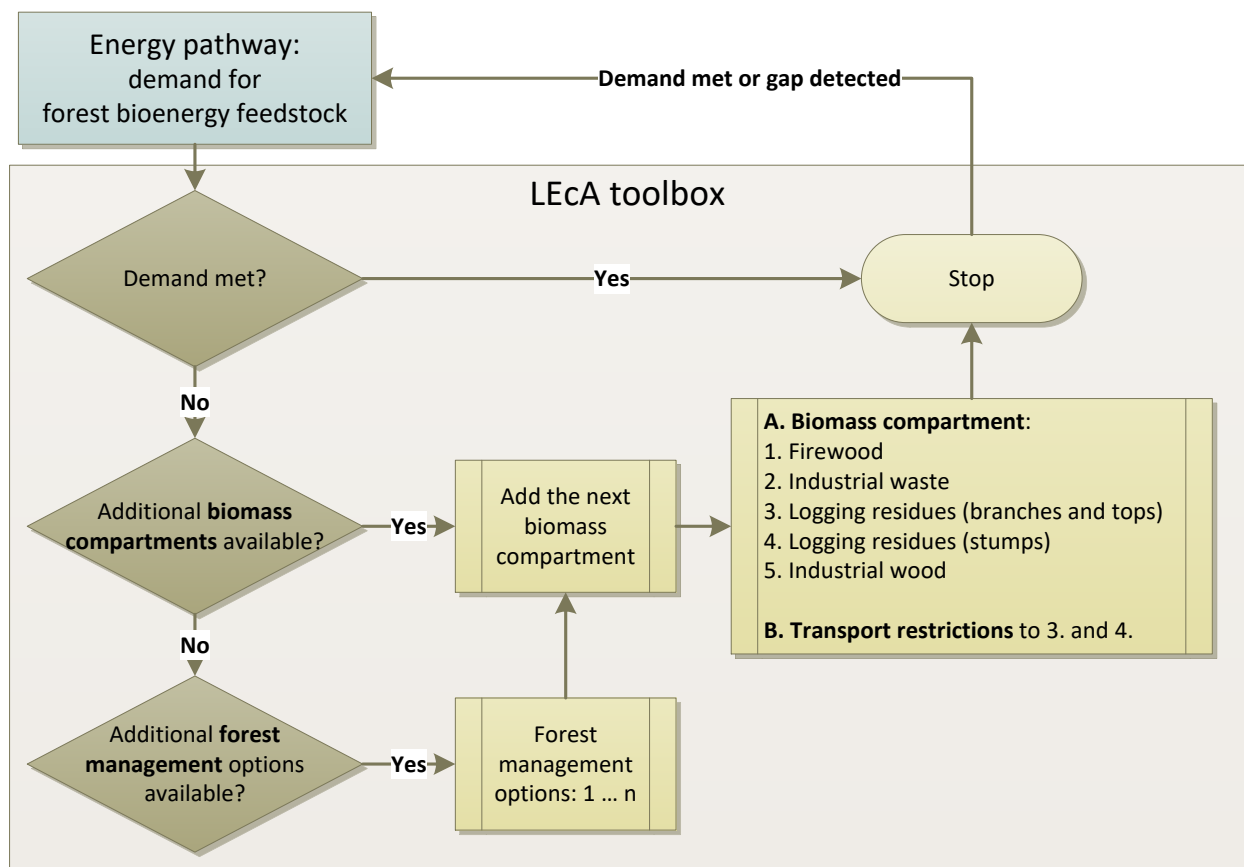 Energy pathway:
demand for
forest bioenergy feedstock
Demand met or gap detected
LEcA toolbox
Demand met?
Yes
Stop
No
Additional biomass
compartments available?
Yes
Add the next
biomass
compartment
A. Biomass compartment:
1. Firewood
2. Industrial waste
3. Logging residues (branches and tops)
4. Logging residues (stumps)
5. Industrial wood
B. Transport restrictions to 3. and 4.
No
Additional forest
management options
available?
Yes
Forest
management
options: 1 ... n